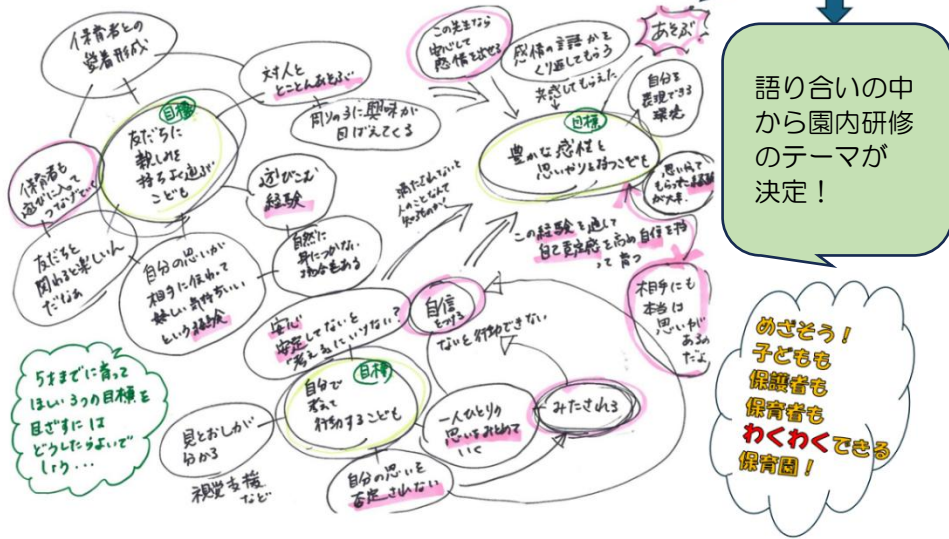 保育者との
愛着形成
対人と
とことんあそぶ
周りの子に興味が
目ばえてくる
目標
友だちに
親しみを
持ちよく遊ぶ
こども
保育者も
遊びに入って
つなげていく
友だちと
関わると楽しいん
だなぁ
自分の思いが
相手に伝わって
嬉しい気持ちいい
という経験
遊びこむ
経験
自然に
身につかない
部分もある
この先生なら
安心して
感情を出せる
感情の言語かを
くり返してもらう
共感してもらえた
あそぶ
自分を
表現できる
環境
目標
豊かな感性と
思いやりを持つこども
思いやって
もらった経験
が大事
満たされないと
人のことなんて
この経験を通して
自己肯定感を高め自信を持
って育つ
相手にも
本当は
思いが
ある
だよ
安心
安定してないと
考えるにいけない?
自信
をつける
ないと行動できない
目標
自分で
考えて
行動するこども
見とおしが
分かる
視覚支援
など
自分の思いを
否定されない
一人ひとりの
思いをみとめて
いく
みたされる
5才までに育って
ほしい3つの目標を
目ざすには
どうしたらよいで
しょう…
語り合いの中
から園内研修
のテーマが
決定！
めざそう！
子どもも
保護者も
保育者も
わくわくできる
保育園！